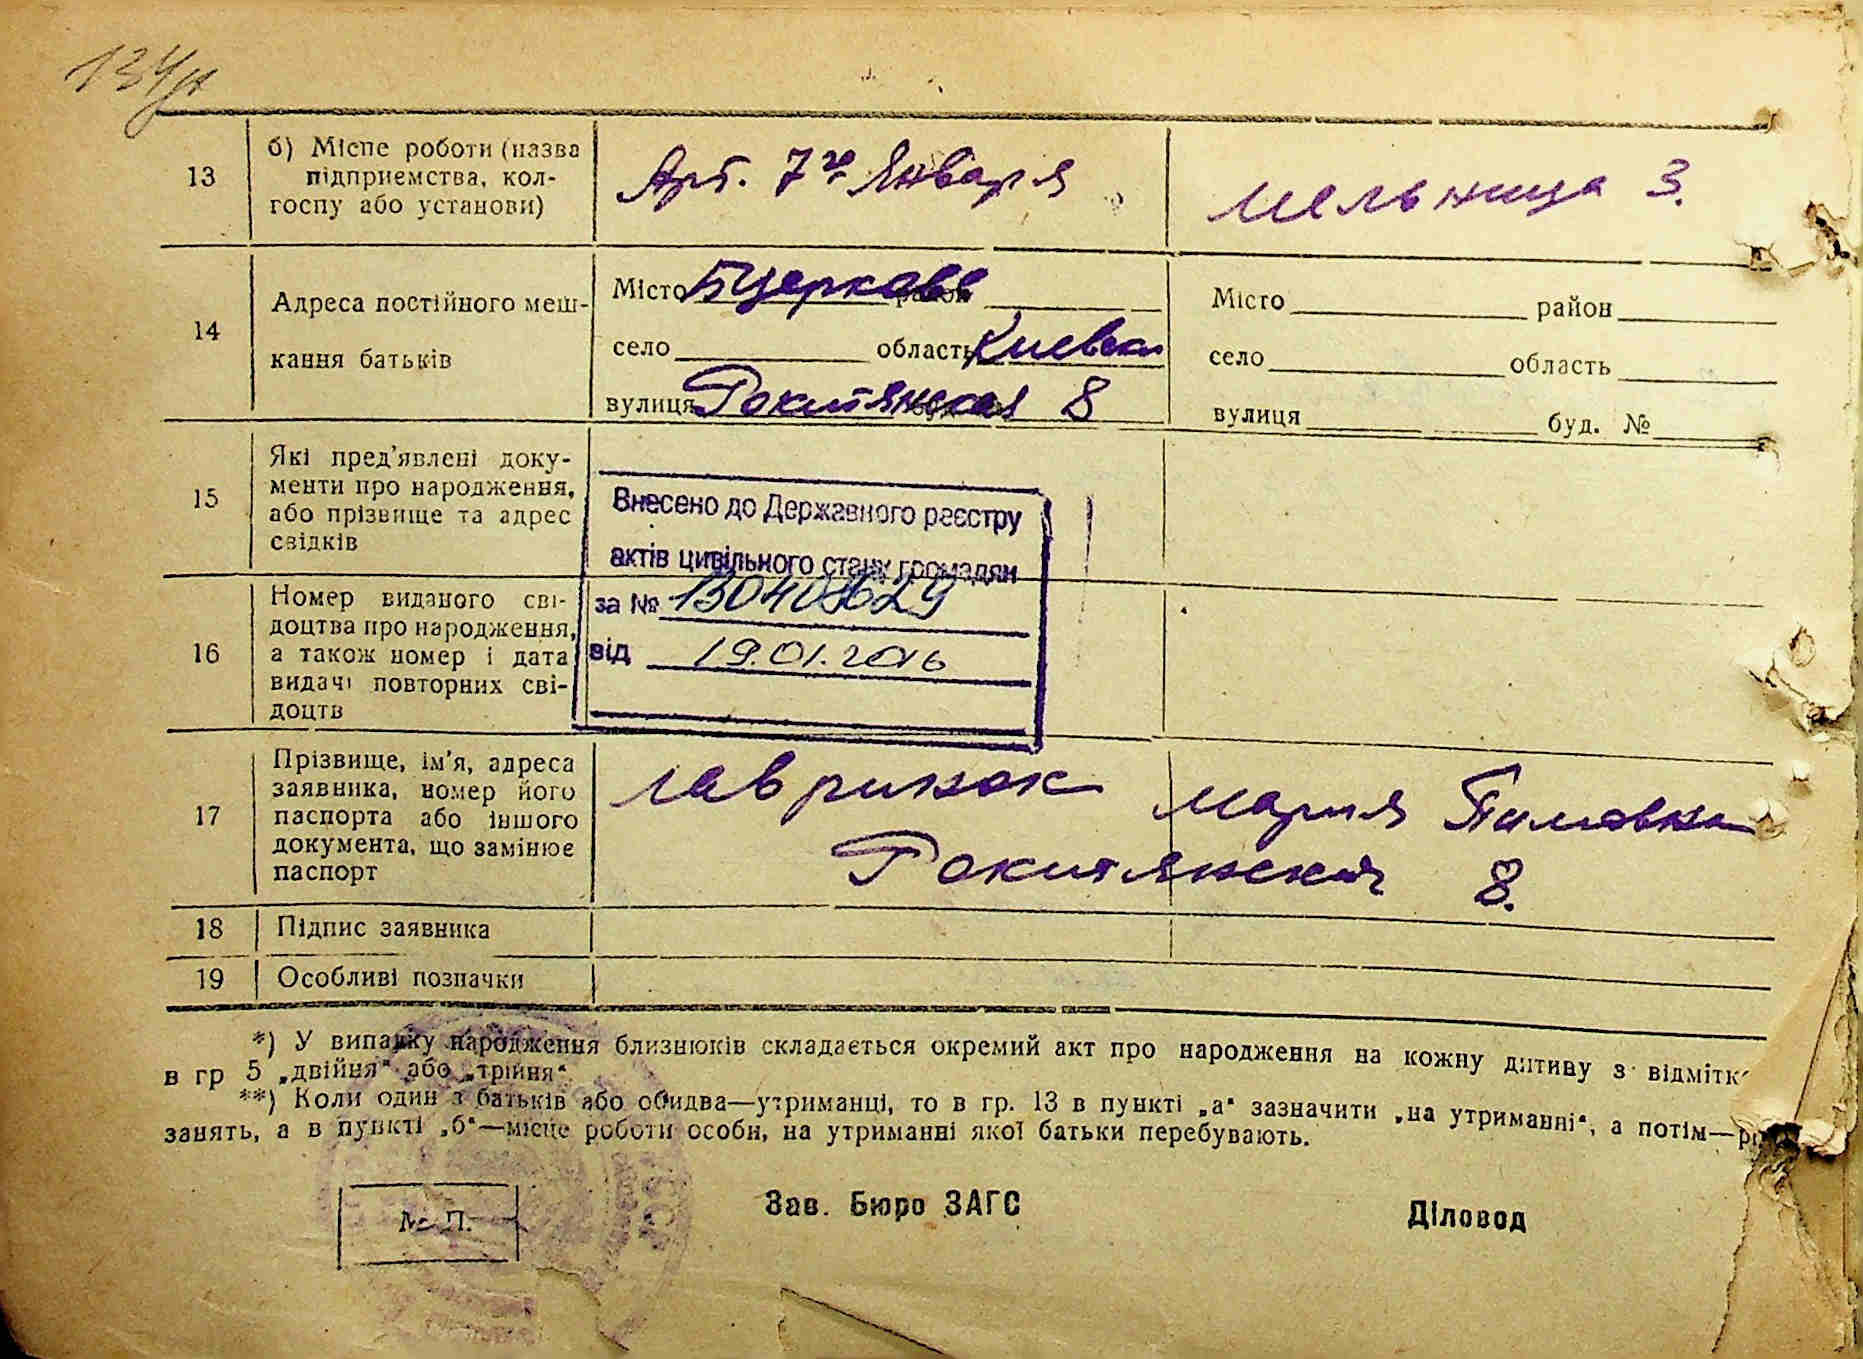 134
13
б) Місце роботи (назва
підприємства, кол-
госпу або установи)
Арт. 7го Января
мельница 3.
14
Адреса постійного меш-
кання батьків
Місто БЦерковь район
село область Киевская
вулиця Рокитянская 8
Місто район
село область
вулиця буд. №
15
Які пред'явлені доку-
менти про народження,
або прізвище та адрес
свідків
Внесено до Державного реєстру
актів цивільного стану громадян
за №
від 19.01.2016
16
Номер виданого сві-
доцтва про народження,
а також номер і дата
видачі повторних сві-
доцтв
17
Прізвище, ім'я, адреса
заявника, номер його
паспорта або іншого
документа, що замінює
паспорт
Гавринок Мария
Рокитянская 8.
18
Підпис заявника
19
Особливі позначки
*) У випадку народження близнюків складається окремий акт про народження на кожну дитину з відмітк
в гр 5 „двійня“ або „трійня“
**) Коли один з батьків або обидва—утриманці, то в гр. 13 в пункті „а“ зазначити „на утриманні“, а потім—р
занять, а в пункті „б“—місце роботи особи, на утриманні якої батьки перебувають.
М. П.
Зав. Бюро ЗАГС
Діловод